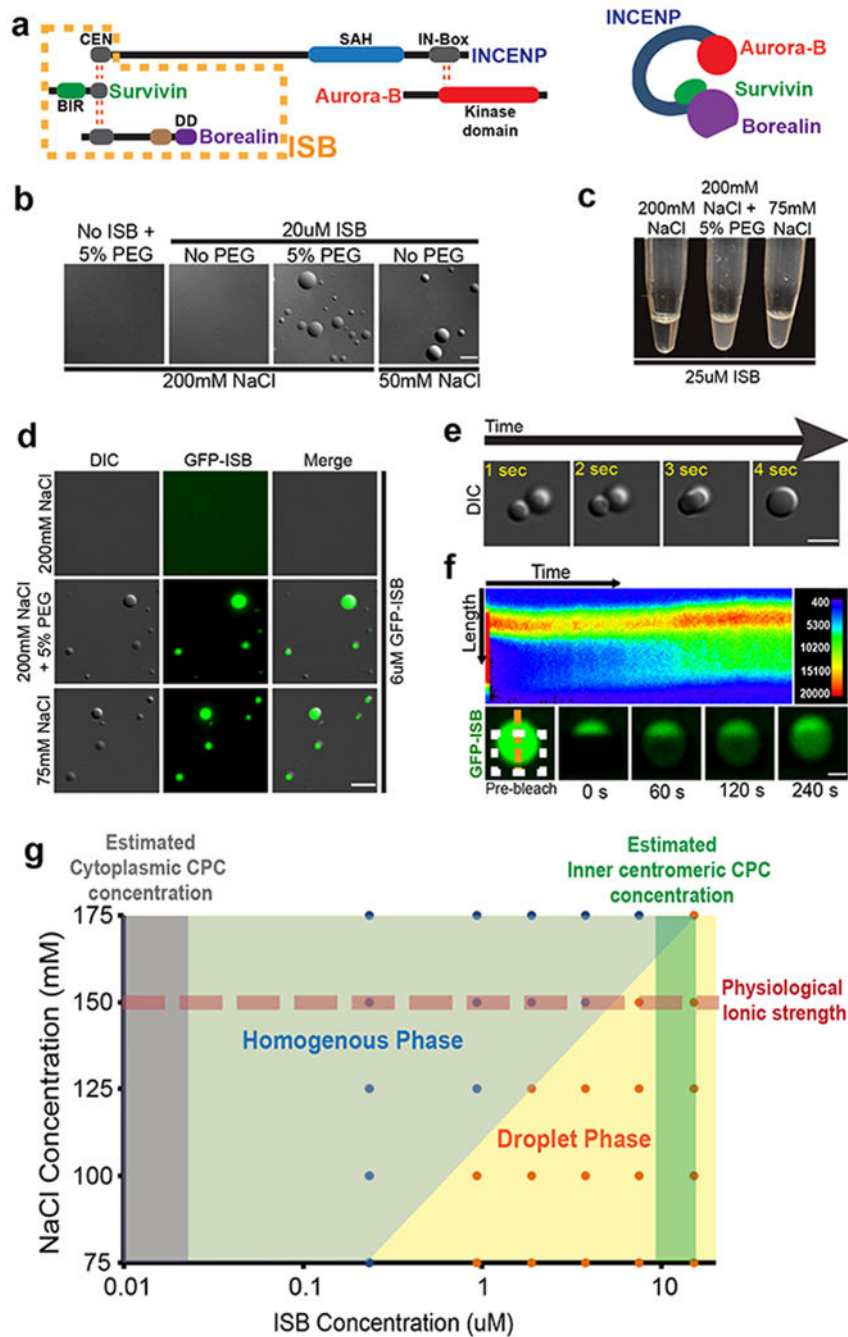 a
CEN
SAH
IN-Box
INCENP
BIR
Survivin
Aurora-B
Kinase
domain
DD
Borealin
ISB
INCENP
Aurora-B
Survivin
Borealin
b
No ISB +
5% PEG
20uM ISB
No PEG
5% PEG
No PEG
200mM NaCl
50mM NaCl
c
200mM
NaCl
200mM
NaCl +
5% PEG
75mM
NaCl
25uM ISB
d
DIC
GFP-ISB
Merge
200mM NaCl
200mM NaCl
+ 5% PEG
75mM NaCl
6uM GFP-ISB
e
Time
1 sec
2 sec
3 sec
4 sec
DIC
f
Time
Length
400
5300
10200
15100
20000
GFP-ISB
Pre-bleach
0 s
60 s
120 s
240 s
g
Estimated
Cytoplasmic CPC
concentration
Estimated
Inner centromeric CPC
concentration
175
150
125
100
75
NaCl Concentration (mM)
Physiological
Ionic strength
Homogenous Phase
Droplet Phase
0.01
0.1
1
10
ISB Concentration (uM)